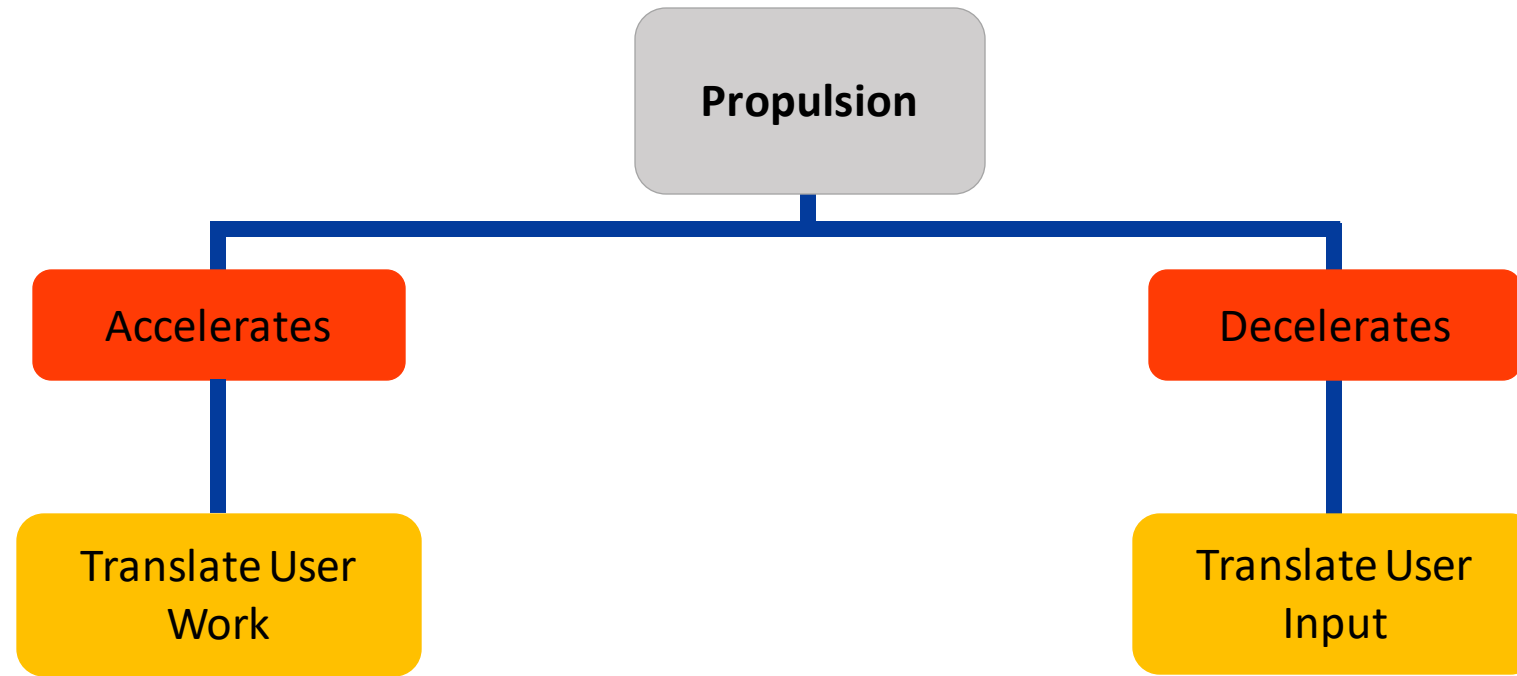 Propulsion
Accelerates
Decelerates
Translate User
Work
Translate User
Input